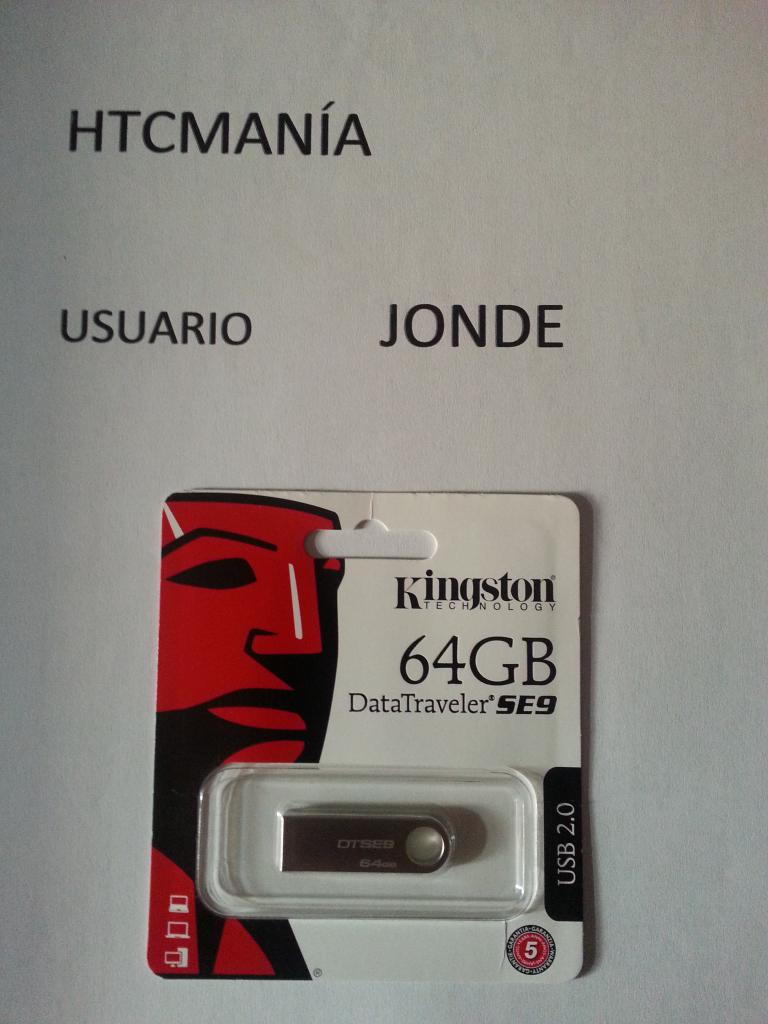 HTCMANÍA
USUARIO JONDE
Kingston®
TECHNOLOGY
64GB
DataTraveler® SE9
DTSE9
64GB
USB 2.0
5
®